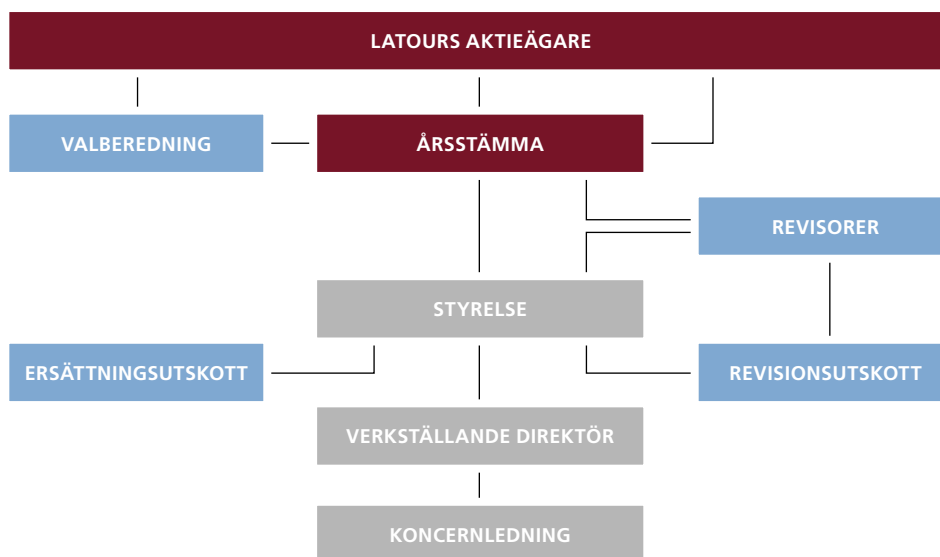 LATOURS AKTIEÄGARE
VALBEREDNING
ÅRSSTÄMMA
REVISORER
STYRELSE
ERSÄTTNINGSUTSKOTT
REVISIONSUTSKOTT
VERKSTÄLLANDE DIREKTÖR
KONCERNLEDNING